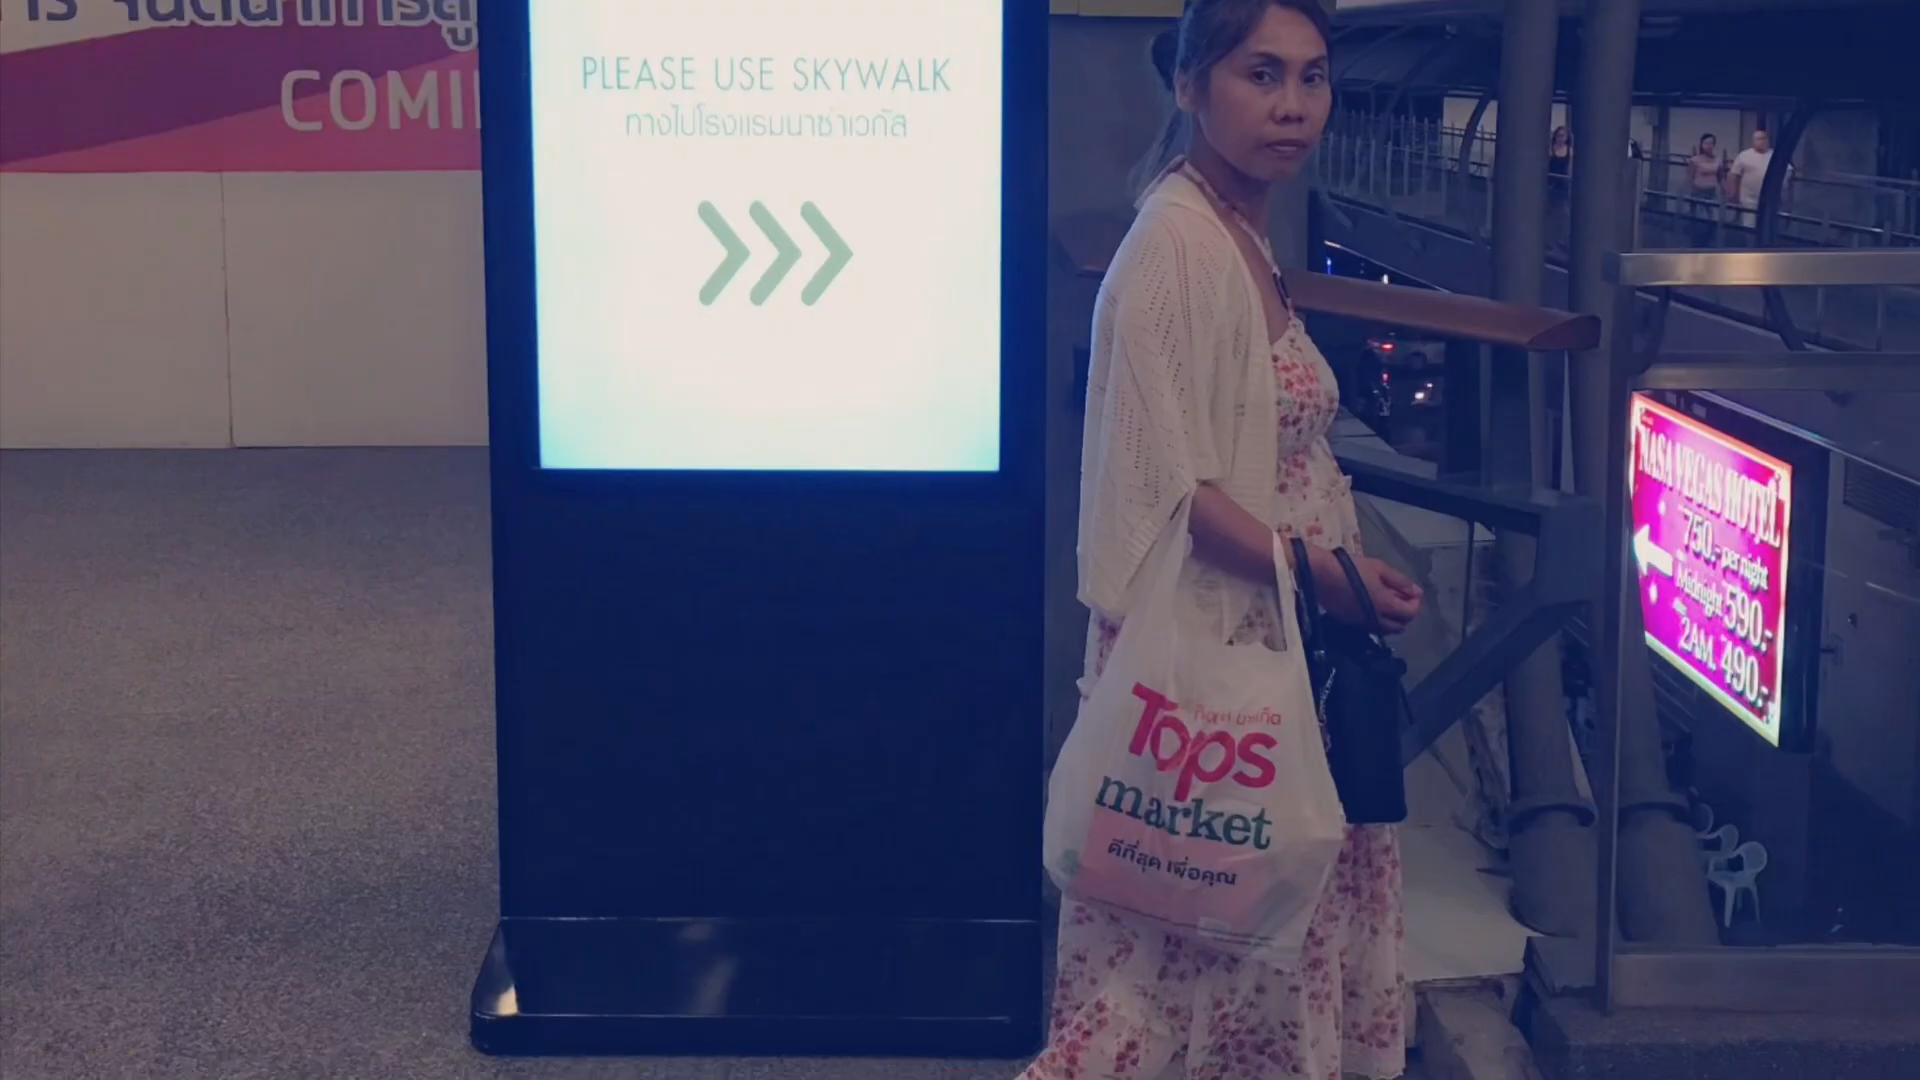 COMI
PLEASE USE SKYWALK
ทางไปโรงแรมนาซ่าเวกัส
Tops
market
ดีที่สุด เพื่อคุณ
NASA VEGAS HOTEL
750.- per night
Midnight 590.-
2AM. 490.-